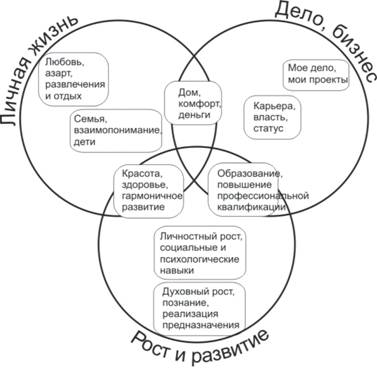 Личная жизнь
Дело, бизнес
Любовь,
азарт,
развлечения
и отдых
Семья,
взаимопонимание,
дети
Дом,
комфорт,
деньги
Мое дело,
мои проекты
Карьера,
власть,
статус
Красота,
здоровье,
гармоничное
развитие
Образование,
повышение
профессиональной
квалификации
Личностный рост,
социальные и
психологические
навыки
Духовный рост,
познание,
реализация
предназначения
Рост и развитие